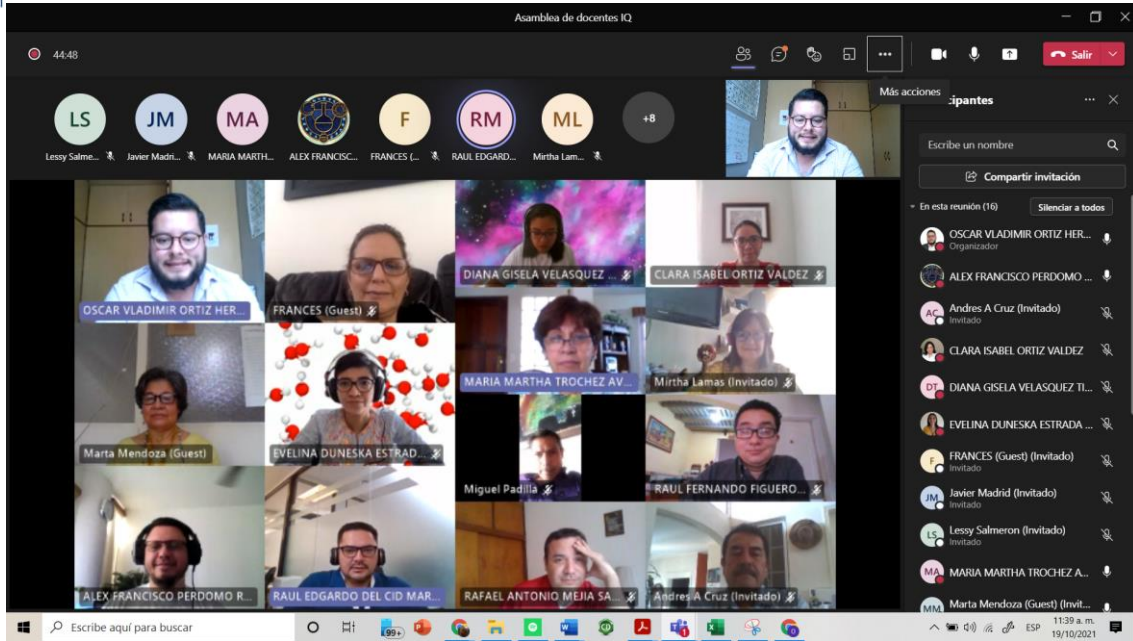 Asamblea de docentes IQ
44:48
Salir
Más acciones
LS
JM
MA
F
RM
ML
+8
Lessy Salme...
Javier Madri...
MARIA MARTH...
ALEX FRANCISC...
FRANCES (...
RAUL EDGARD...
Mirtha Lam...
cipantes
Escribe un nombre
Compartir invitación
En esta reunión (16)
Silenciar a todos
OSCAR VLADIMIR ORTIZ HER...
Organizador
ALEX FRANCISCO PERDOMO ...
AC
Andres A Cruz (Invitado)
Invitado
CLARA ISABEL ORTIZ VALDEZ
DT
DIANA GISELA VELASQUEZ TI...
EVELINA DUNESKA ESTRADA ...
F
FRANCES (Guest) (Invitado)
Invitado
JM
Javier Madrid (Invitado)
Invitado
LS
Lessy Salmeron (Invitado)
Invitado
MA
MARIA MARTHA TROCHEZ A...
MM
Marta Mendoza (Guest) (Invit...
OSCAR VLADIMIR ORTIZ HER...
FRANCES (Guest)
DIANA GISELA VELASQUEZ ...
CLARA ISABEL ORTIZ VALDEZ
Marta Mendoza (Guest)
EVELINA DUNESKA ESTRAD...
MARIA MARTHA TROCHEZ AV...
Mirtha Lamas (Invitado)
Miguel Padilla
RAUL FERNANDO FIGUERO...
ALEX FRANCISCO PERDOMO R...
RAUL EDGARDO DEL CID MAR...
RAFAEL ANTONIO MEJIA SA...
Andres A Cruz (Invitado)
Escribe aquí para buscar
99+
ESP
11:39 a. m.
19/10/2021